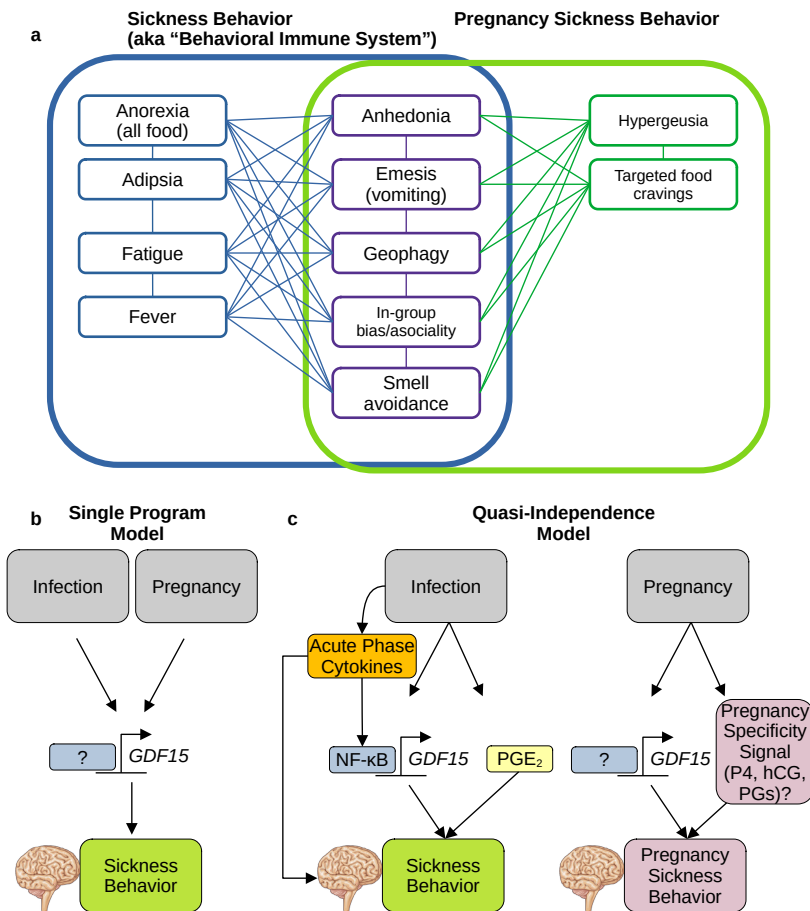 a
Sickness Behavior
(aka “Behavioral Immune System”)
Pregnancy Sickness Behavior
Anorexia
(all food)
Adipsia
Fatigue
Fever
Anhedonia
Emesis
(vomiting)
Geophagy
In-group
bias/asociality
Smell
avoidance
Hypergeusia
Targeted food
cravings
b
Single Program
Model
Infection
Pregnancy
?
GDF15
Sickness
Behavior
c
Quasi-Independence
Model
Infection
Acute Phase
Cytokines
NF-κB
GDF15
PGE₂
Sickness
Behavior
Pregnancy
?
GDF15
Pregnancy
Specificity
Signal
(P4, hCG,
PGs)?
Pregnancy
Sickness
Behavior